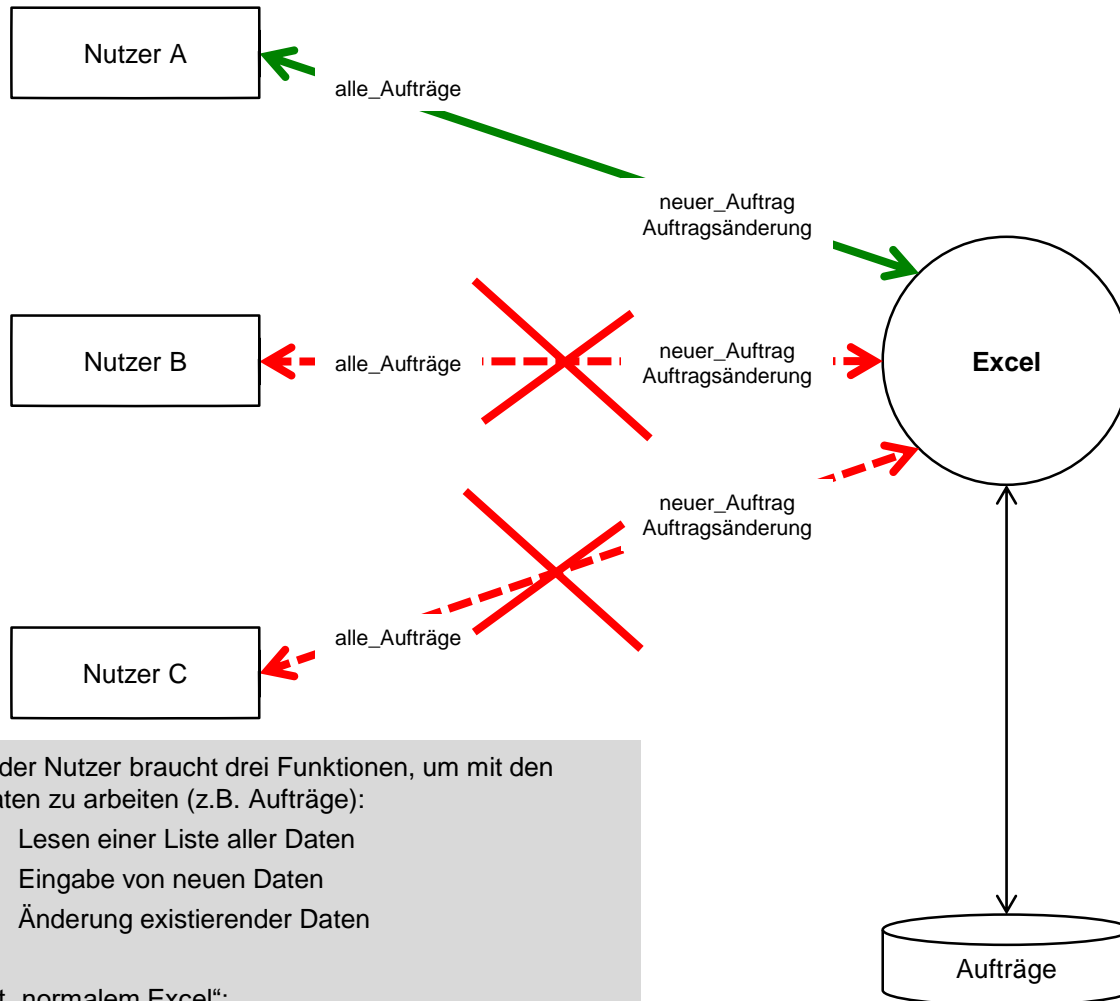 Nutzer A
alle_Aufträge
neuer_Auftrag
Auftragsänderung
Nutzer B
alle_Aufträge
neuer_Auftrag
Auftragsänderung
Excel
neuer_Auftrag
Auftragsänderung
alle_Aufträge
Nutzer C
der Nutzer braucht drei Funktionen, um mit den
aten zu arbeiten (z.B. Aufträge):
Lesen einer Liste aller Daten
Eingabe von neuen Daten
Änderung existierender Daten
Aufträge
t „normalem Excel“: